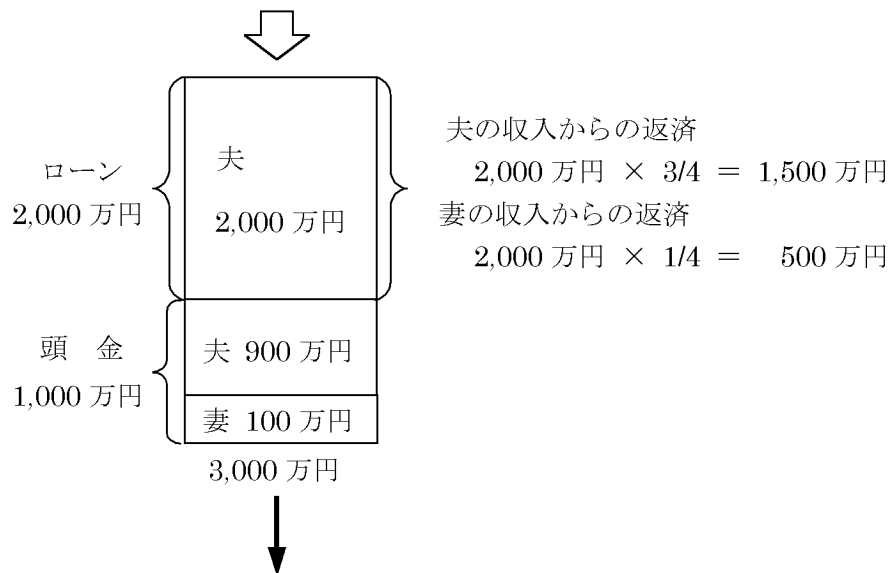 ローン
2,000 万円
夫
2,000 万円
夫の収入からの返済
2,000 万円 × 3/4 = 1,500 万円
妻の収入からの返済
2,000 万円 × 1/4 = 500 万円
頭 金
1,000 万円
夫 900 万円
妻 100 万円
3,000 万円